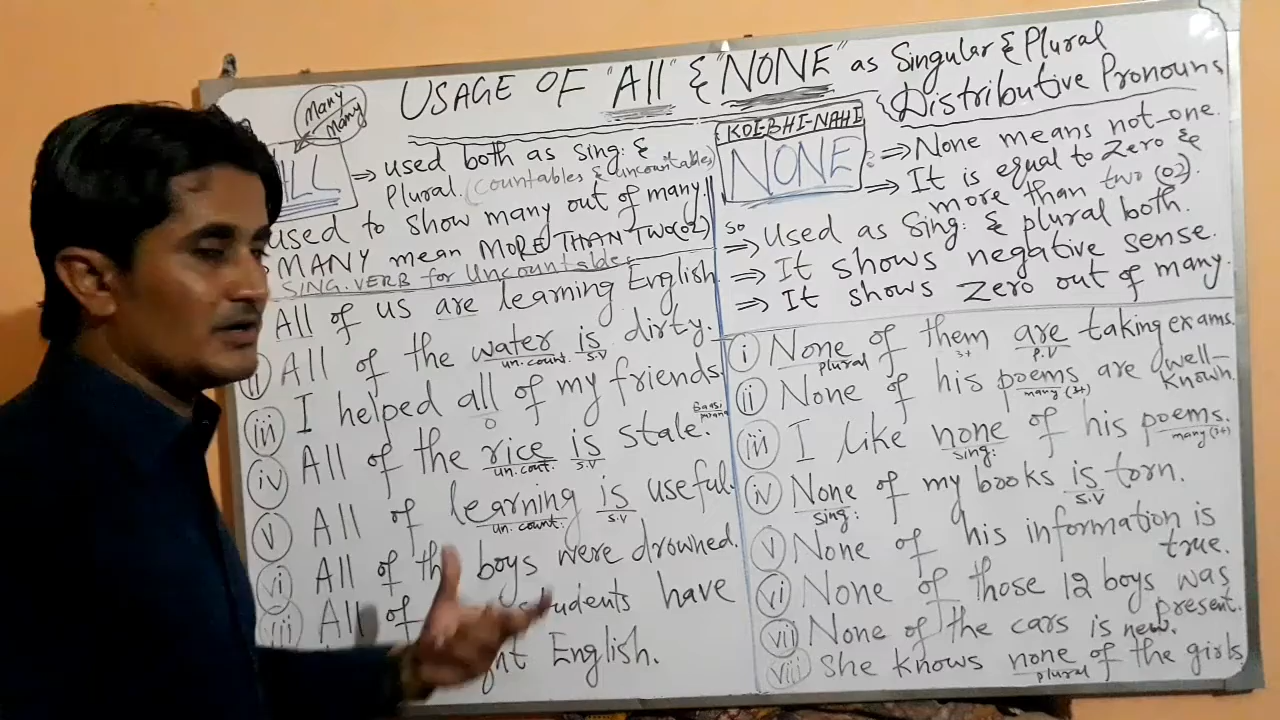 USAGE OF "All" & "NONE" as Singular & Plural
Distributive Pronouns
many
many
ALL
⇒ used both as Sing: &
Plural. (Countables & uncountables)
used to show many out of many.
MANY mean MORE THAN TWO(02)
SING. VERB for Uncountables
All of us are learning English.
(ii) All of the water is dirty.
un.count. s.v
(iii) I helped all of my friends.
o
(iv) All of the rice is stale.
un.cout. s.v
(v) All of learning is useful.
un.count: s.v
(vi) All of the boys were drowned.
(vii) All of students have
English.
KOI-BHI-NAHI
NONE:
⇒ None means not_one.
⇒ It is equal to Zero &
more than two (02).
so
⇒ Used as Sing: & plural both.
⇒ It shows negative sense.
⇒ It shows Zero out of many.
(i) None of them are taking exams.
plural 3+ P.V
(ii) None of his poems are well-
many (3+) known.
(iii) I like none of his poems.
sing: many (3+)
(iv) None of my books is torn.
sing: S.V
(v) None of his information is
true.
(vi) None of those 12 boys was
present.
(vii) None of the cars is new.
(viii) She knows none of the girls
plural